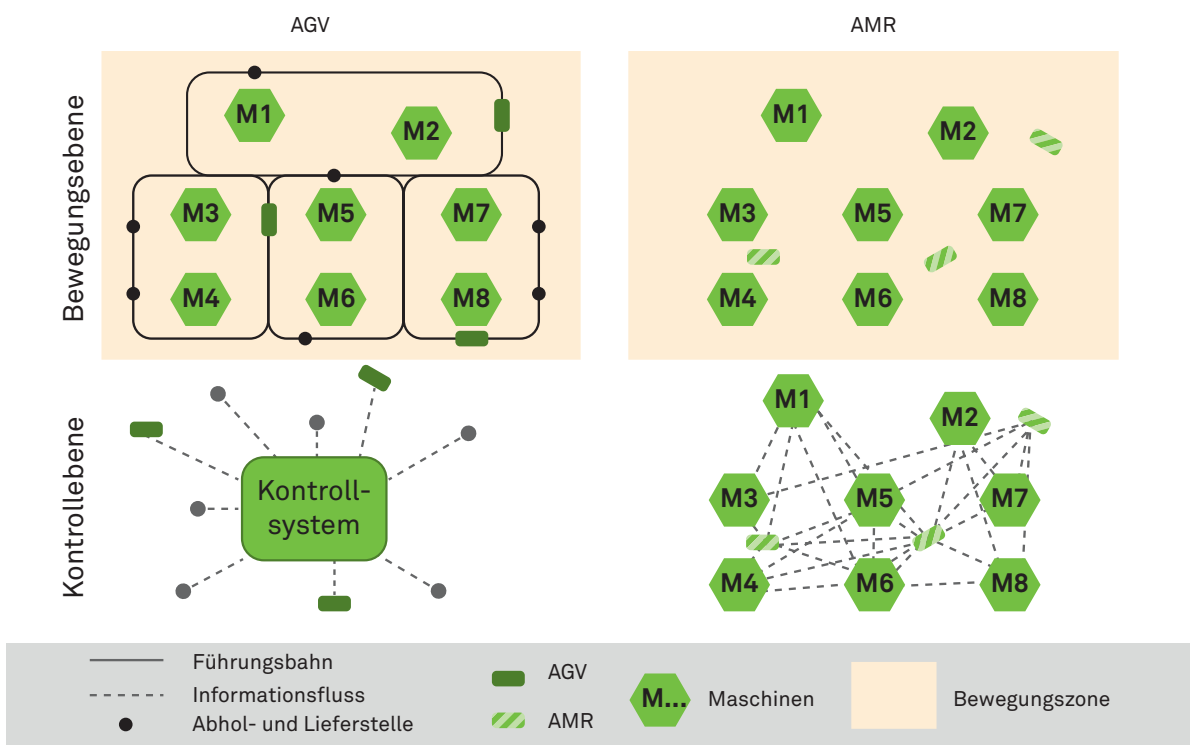 AGV
AMR
Bewegungsebene
M1
M2
M3
M5
M7
M4
M6
M8
M1
M2
M3
M5
M7
M4
M6
M8
Kontrollebene
Kontroll-
system
M1
M2
M3
M5
M7
M4
M6
M8
Führungsbahn
Informationsfluss
Abhol- und Lieferstelle
AGV
AMR
M...
Maschinen
Bewegungszone